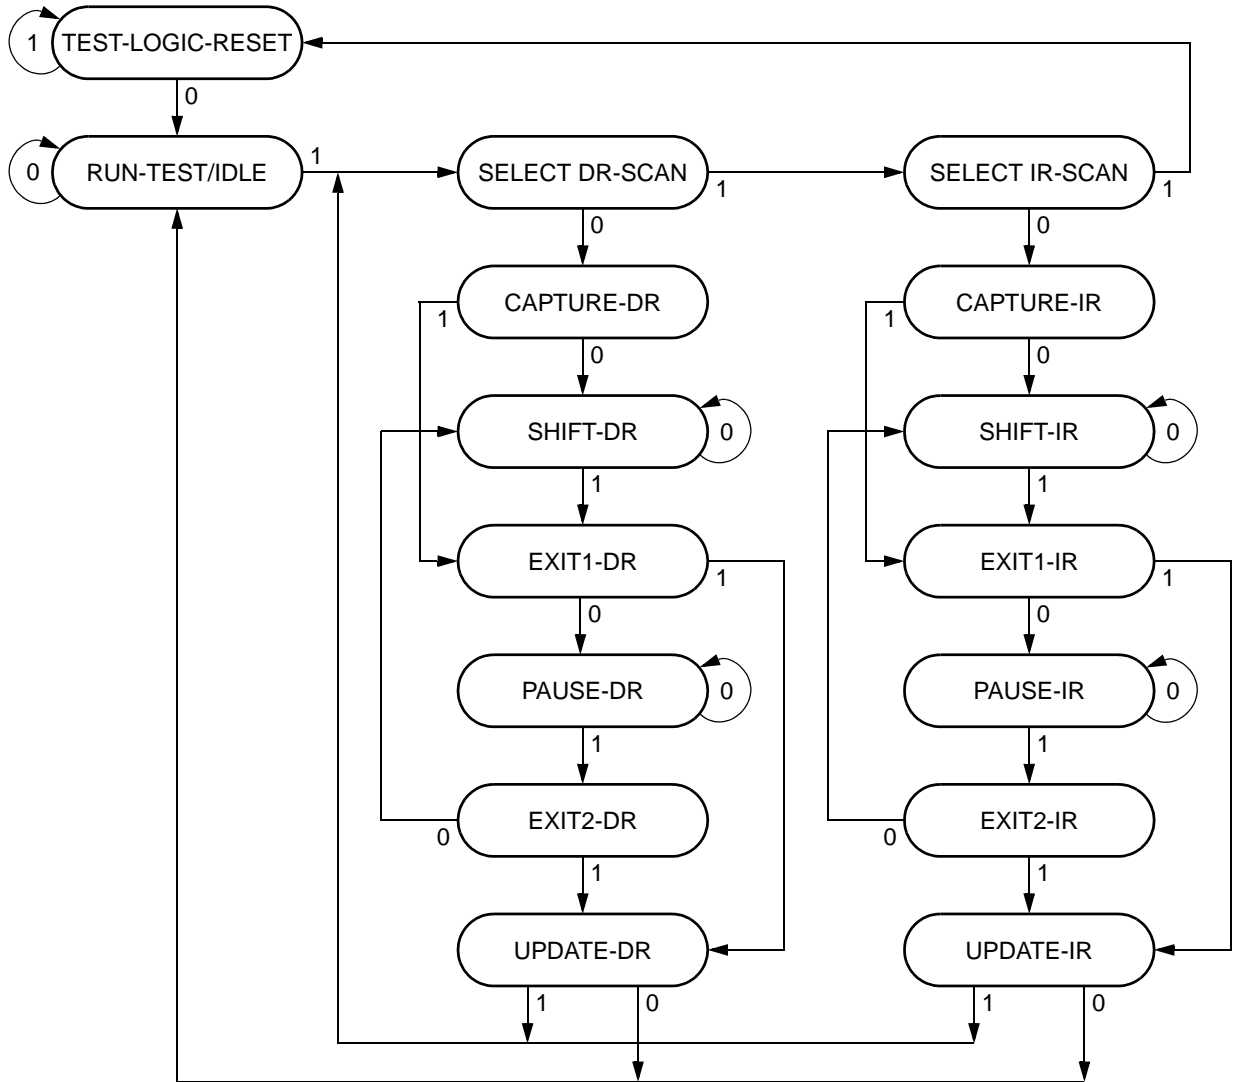 1 TEST-LOGIC-RESET
0
0 RUN-TEST/IDLE 1 SELECT DR-SCAN 1 SELECT IR-SCAN 1
0 0
CAPTURE-DR CAPTURE-IR
1 1
0 0
SHIFT-DR 0 SHIFT-IR 0
1 1
EXIT1-DR 1 EXIT1-IR 1
0 0
PAUSE-DR 0 PAUSE-IR 0
1 1
EXIT2-DR EXIT2-IR
0 0
1 1
UPDATE-DR UPDATE-IR
1 0 1 0